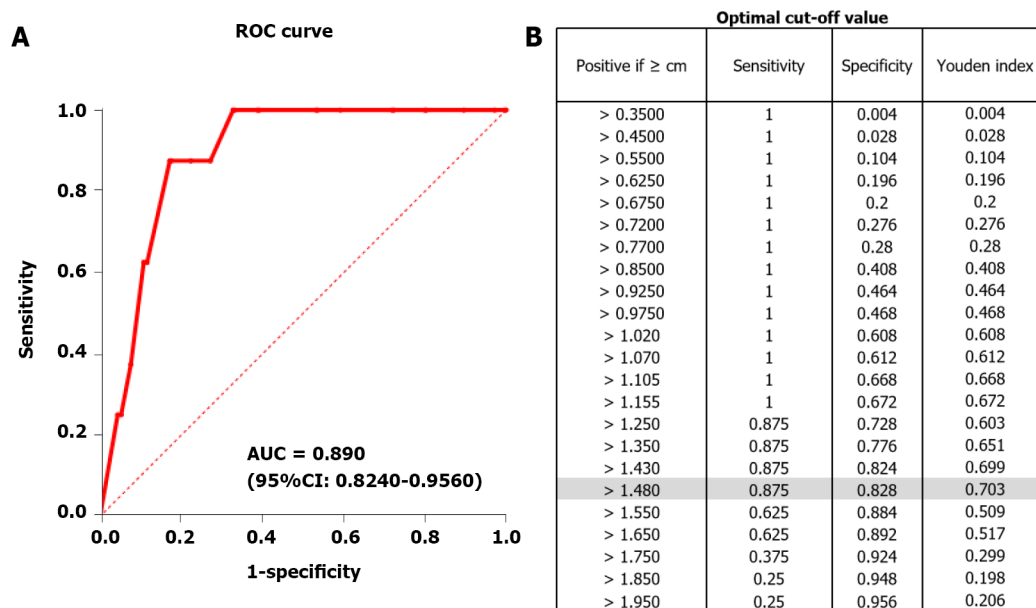 A
ROC curve
1.0
0.8
0.6
0.4
0.2
0.0
Sensitivity
AUC = 0.890
(95%CI: 0.8240-0.9560)
0.0 0.2 0.4 0.6 0.8 1.0
1-specificity
B
Optimal cut-off value
Positive if ≥ cm Sensitivity Specificity Youden index
> 0.3500 1 0.004 0.004
> 0.4500 1 0.028 0.028
> 0.5500 1 0.104 0.104
> 0.6250 1 0.196 0.196
> 0.6750 1 0.2 0.2
> 0.7200 1 0.276 0.276
> 0.7700 1 0.28 0.28
> 0.8500 1 0.408 0.408
> 0.9250 1 0.464 0.464
> 0.9750 1 0.468 0.468
> 1.020 1 0.608 0.608
> 1.070 1 0.612 0.612
> 1.105 1 0.668 0.668
> 1.155 1 0.672 0.672
> 1.250 0.875 0.728 0.603
> 1.350 0.875 0.776 0.651
> 1.430 0.875 0.824 0.699
> 1.480 0.875 0.828 0.703
> 1.550 0.625 0.884 0.509
> 1.650 0.625 0.892 0.517
> 1.750 0.375 0.924 0.299
> 1.850 0.25 0.948 0.198
> 1.950 0.25 0.956 0.206